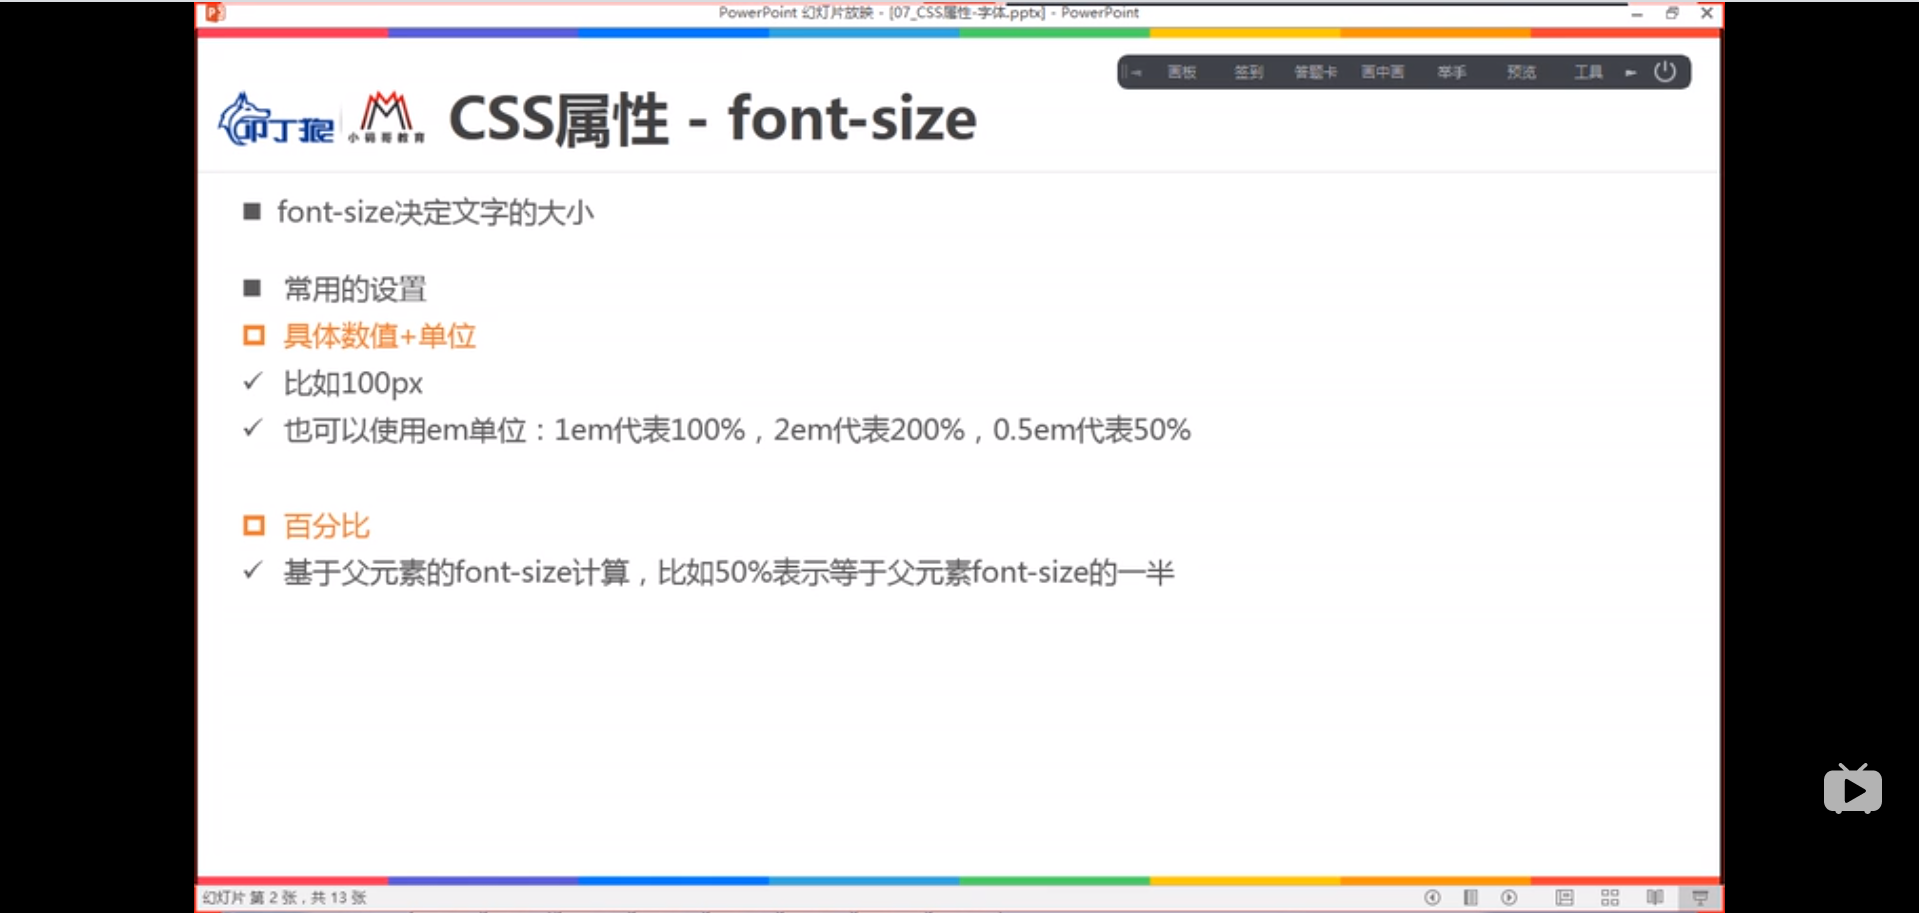 PowerPoint 幻灯片放映 - [07_CSS属性-字体.pptx] - PowerPoint
画板 签到 答题卡 画中画 举手 预览 工具
叩丁狼 小码哥教育 CSS属性 - font-size
font-size决定文字的大小
常用的设置
具体数值+单位
比如100px
也可以使用em单位：1em代表100%，2em代表200%，0.5em代表50%
百分比
基于父元素的font-size计算，比如50%表示等于父元素font-size的一半
幻灯片 第 2 张，共 13 张